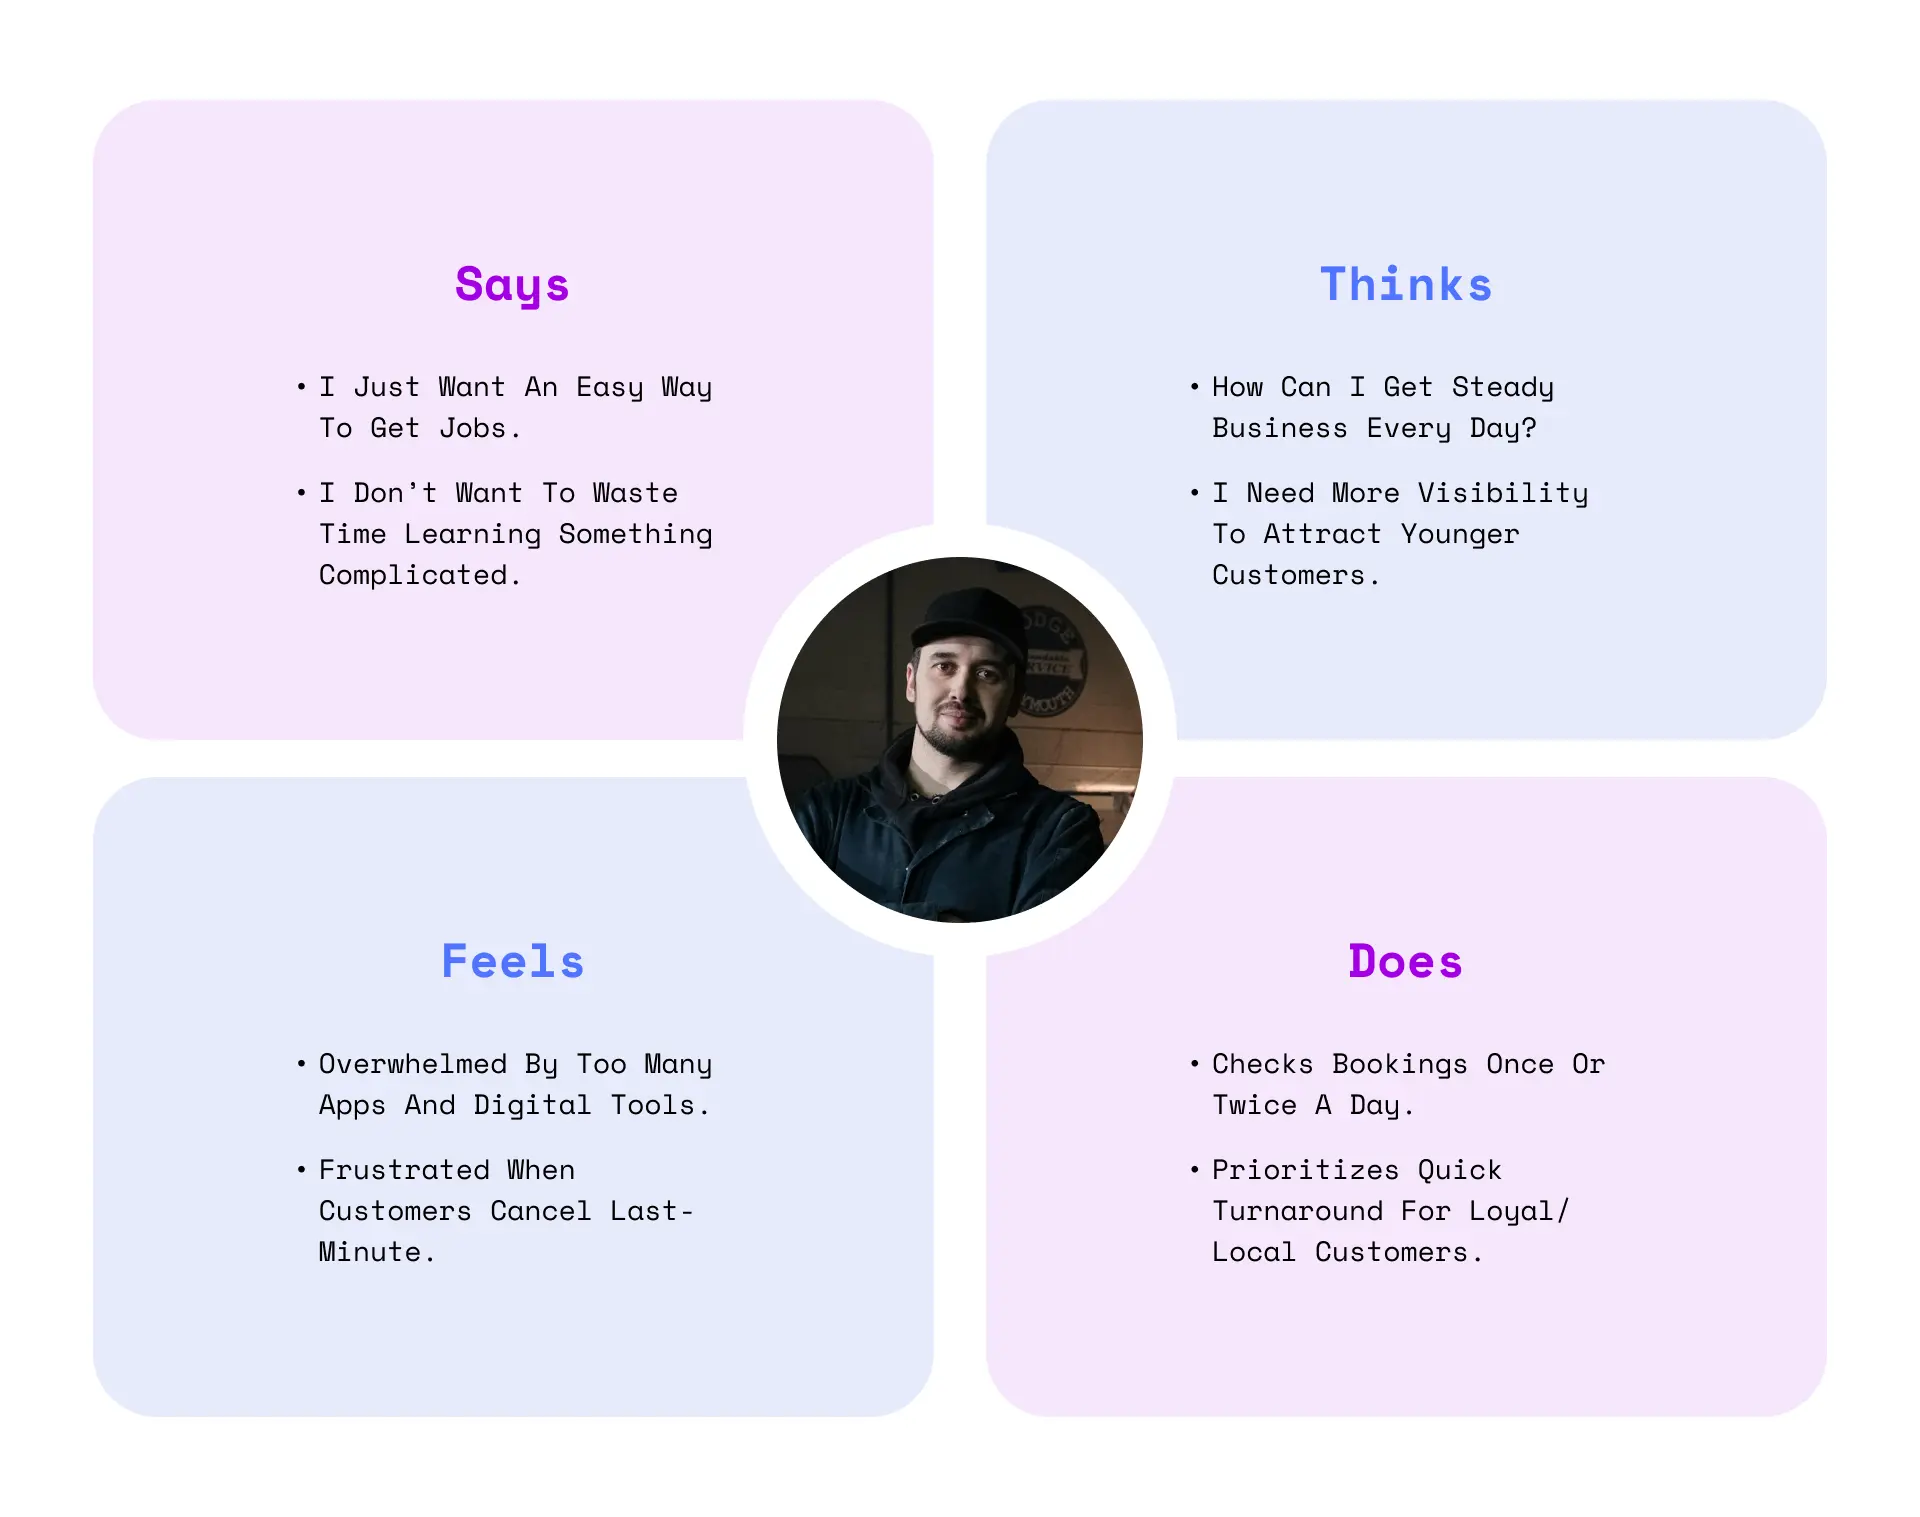 Says
• I Just Want An Easy Way
To Get Jobs.
• I Don’t Want To Waste
Time Learning Something
Complicated.
Thinks
• How Can I Get Steady
Business Every Day?
• I Need More Visibility
To Attract Younger
Customers.
ODGE
RVICE
YMOUTH
Feels
• Overwhelmed By Too Many
Apps And Digital Tools.
• Frustrated When
Customers Cancel Last-
Minute.
Does
• Checks Bookings Once Or
Twice A Day.
• Prioritizes Quick
Turnaround For Loyal/
Local Customers.